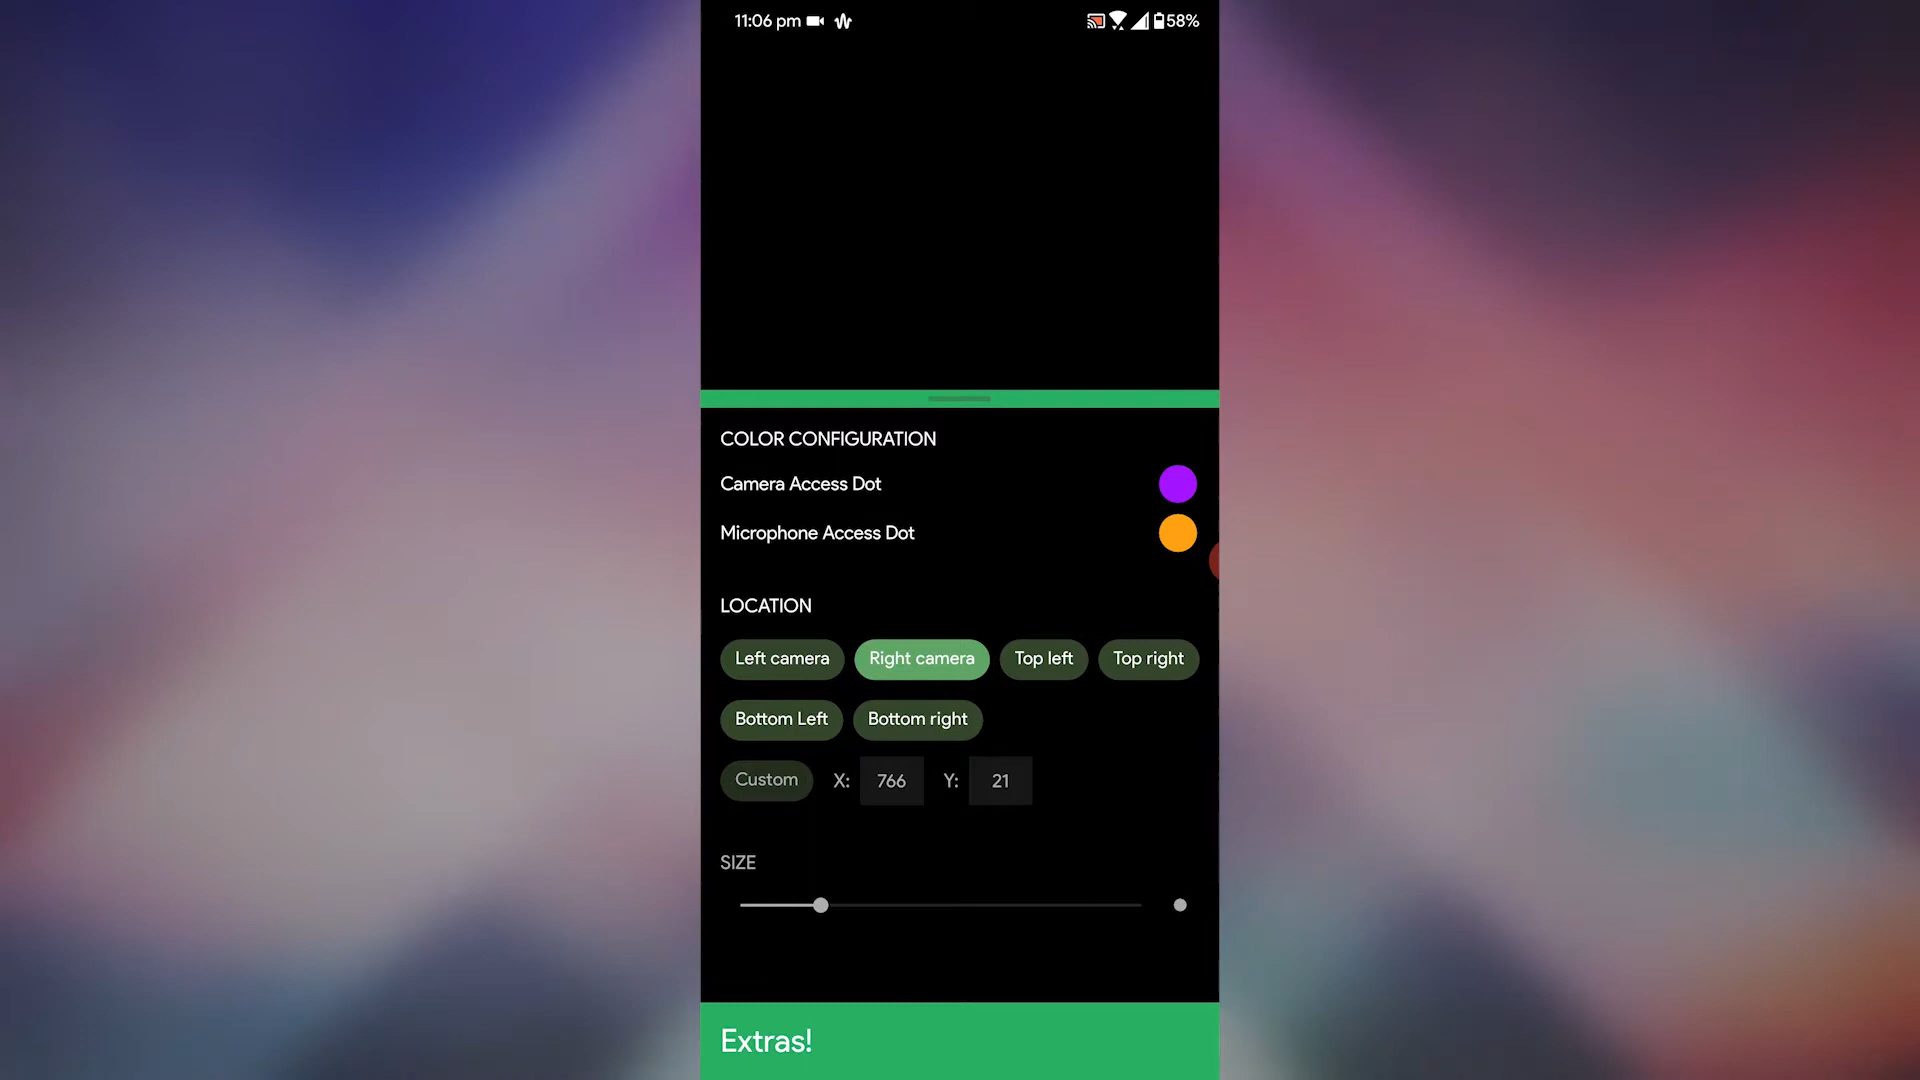 11:06 pm 58%
COLOR CONFIGURATION
Camera Access Dot
Microphone Access Dot
LOCATION
Left camera Right camera Top left Top right
Bottom Left Bottom right
Custom X: 766 Y: 21
SIZE
Extras!